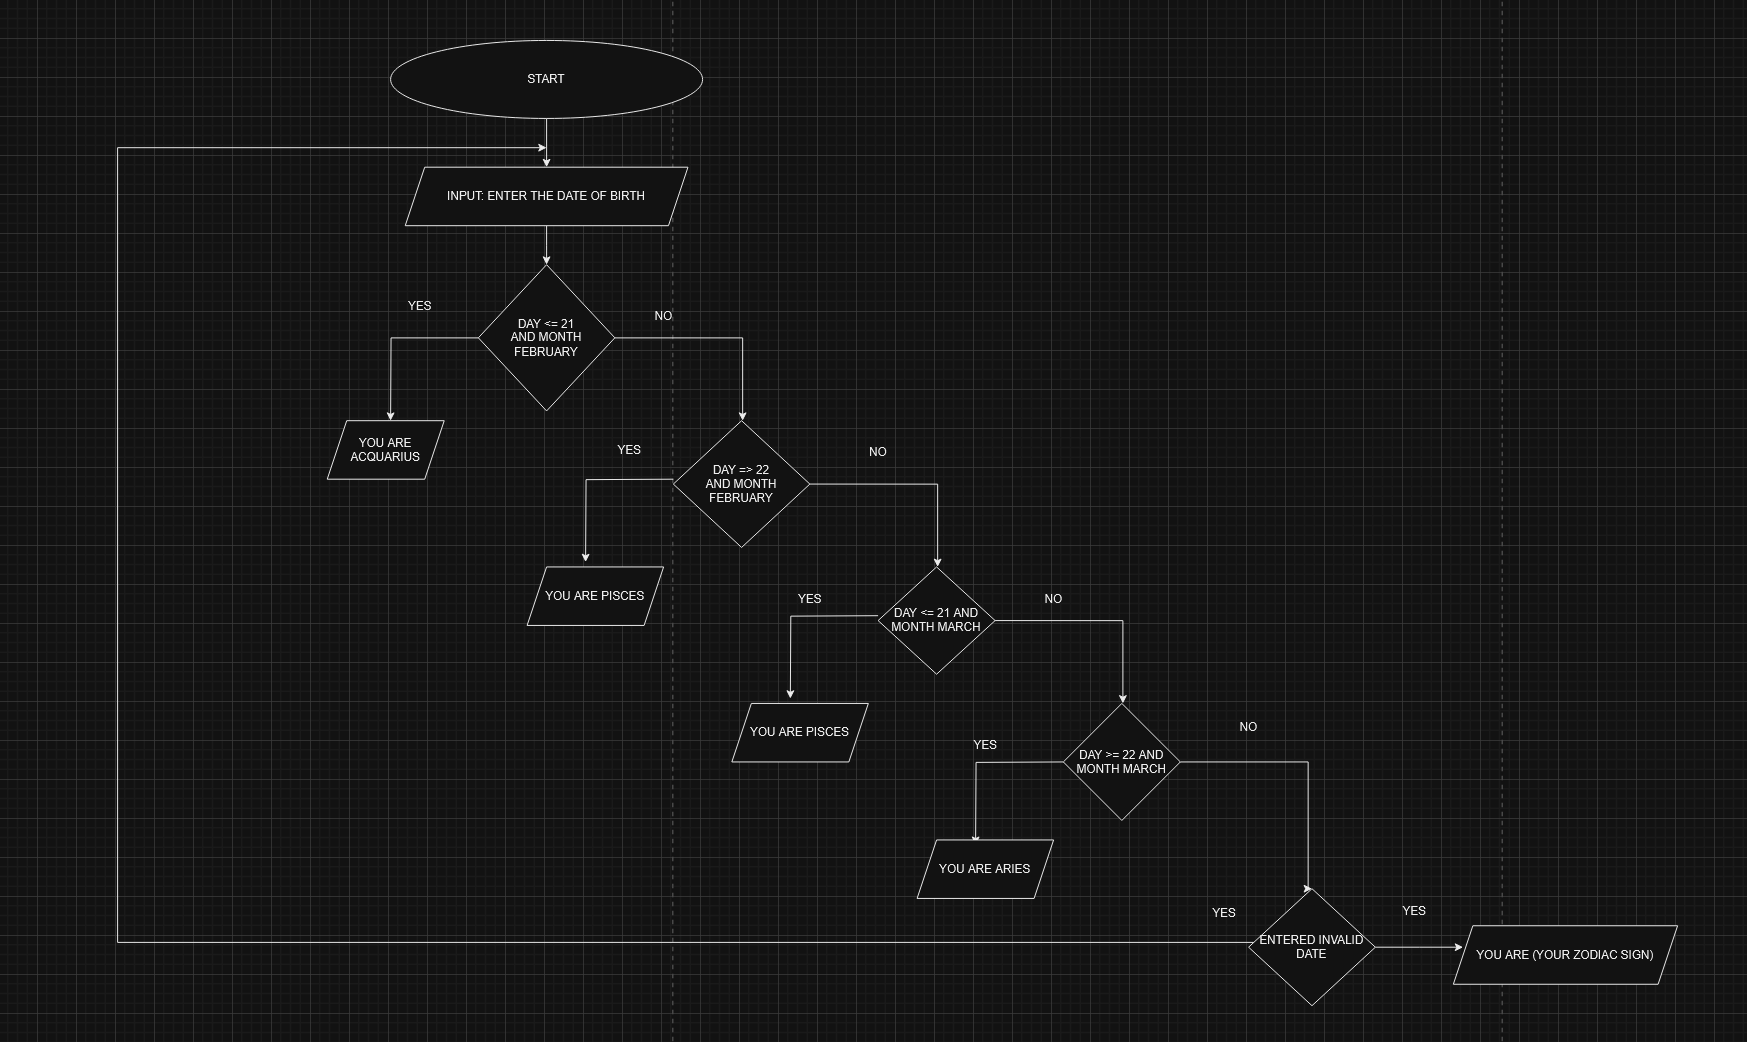 START
INPUT: ENTER THE DATE OF BIRTH
YES
NO
DAY <= 21
AND MONTH
FEBRUARY
YOU ARE
ACQUARIUS
YES
NO
DAY => 22
AND MONTH
FEBRUARY
YOU ARE PISCES
YES
NO
DAY <= 21 AND
MONTH MARCH
YOU ARE PISCES
YES
NO
DAY >= 22 AND
MONTH MARCH
YOU ARE ARIES
YES
YES
ENTERED INVALID
DATE
YOU ARE (YOUR ZODIAC SIGN)